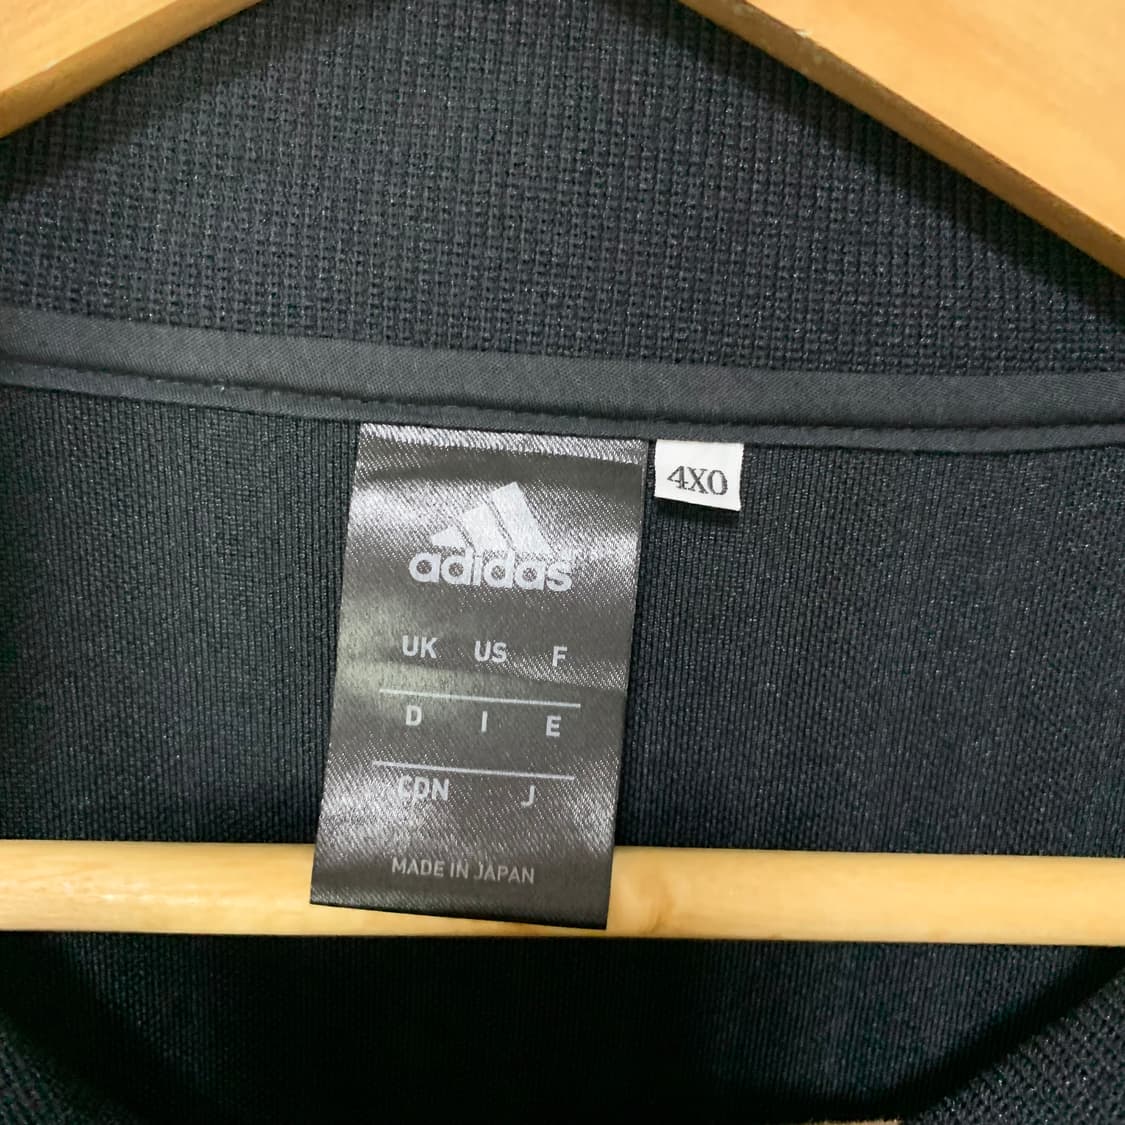 adidas
4XO
UK US F
D I E
CDN J
MADE IN JAPAN